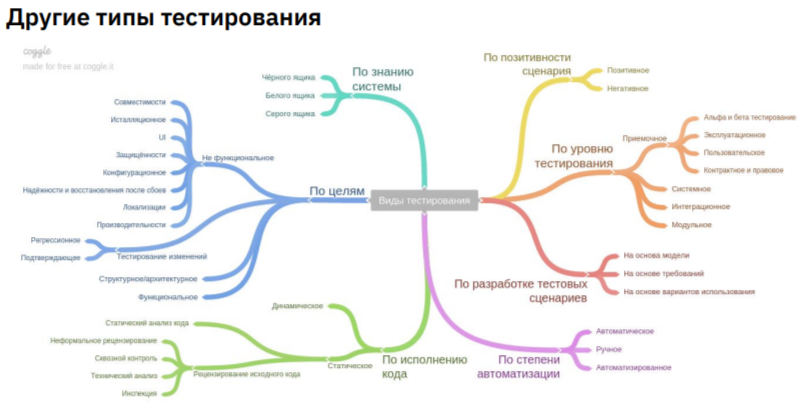 Другие типы тестирования
coggle
made for free at coggle.it
По знанию
системы
Чёрного ящика
Белого ящика
Серого ящика
По целям
Не функциональное
Совместимости
Исталляционное
UI
Защищённости
Конфигурационное
Надёжности и восстановления после сбоев
Локализации
Производительности
Тестирование изменений
Регрессионное
Подтверждающее
Структурное/архитектурное
Функциональное
По исполнению
кода
Динамическое
Статическое
Статический анализ кода
Рецензирование исходного кода
Неформальное рецензирование
Сквозной контроль
Технический анализ
Инспекция
Виды тестирования
По позитивности
сценария
Позитивное
Негативное
По уровню
тестирования
Приемочное
Альфа и бета тестирование
Эксплуатационное
Пользовательское
Контрактное и правовое
Системное
Интеграционное
Модульное
По разработке тестовых
сценариев
На основа модели
На основе требований
На основе вариантов использования
По степени
автоматизации
Автоматическое
Ручное
Автоматизированное